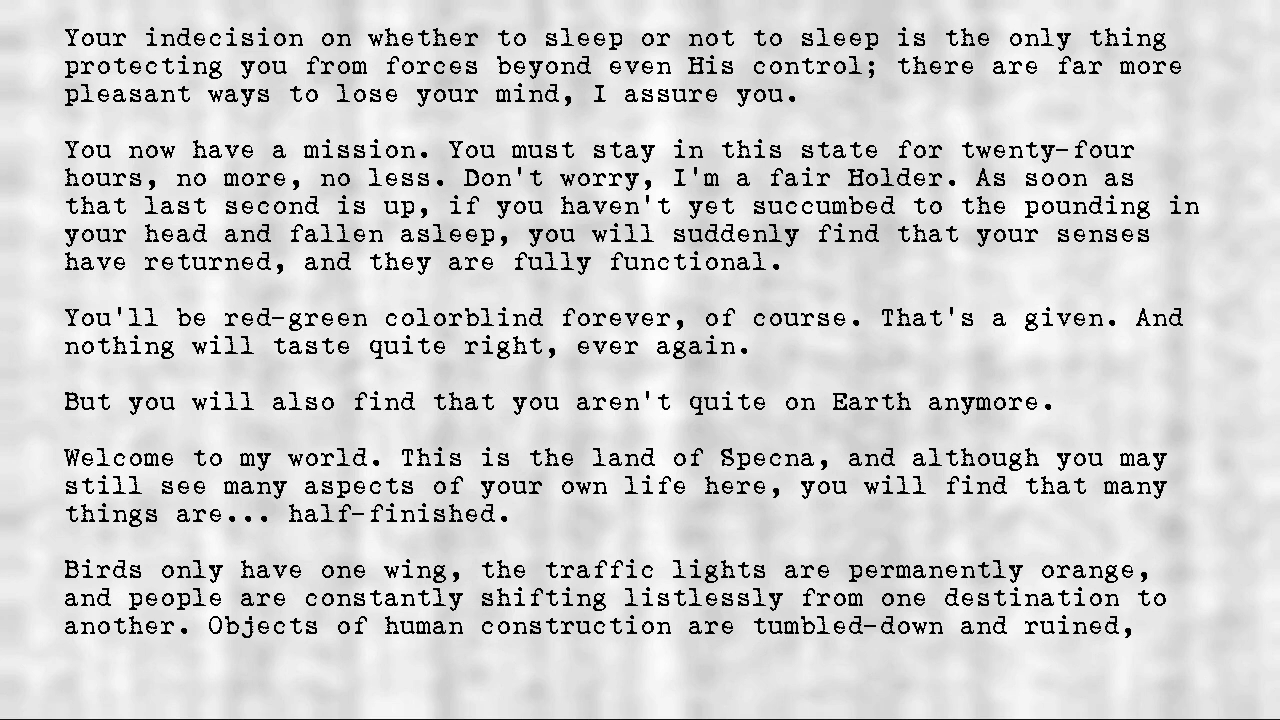 Your indecision on whether to sleep or not to sleep is the only thing
protecting you from forces beyond even His control; there are far more
pleasant ways to lose your mind, I assure you.
You now have a mission. You must stay in this state for twenty-four
hours, no more, no less. Don't worry, I'm a fair Holder. As soon as
that last second is up, if you haven't yet succumbed to the pounding in
your head and fallen asleep, you will suddenly find that your senses
have returned, and they are fully functional.
You'll be red-green colorblind forever, of course. That's a given. And
nothing will taste quite right, ever again.
But you will also find that you aren't quite on Earth anymore.
Welcome to my world. This is the land of Specna, and although you may
still see many aspects of your own life here, you will find that many
things are... half-finished.
Birds only have one wing, the traffic lights are permanently orange,
and people are constantly shifting listlessly from one destination to
another. Objects of human construction are tumbled-down and ruined,